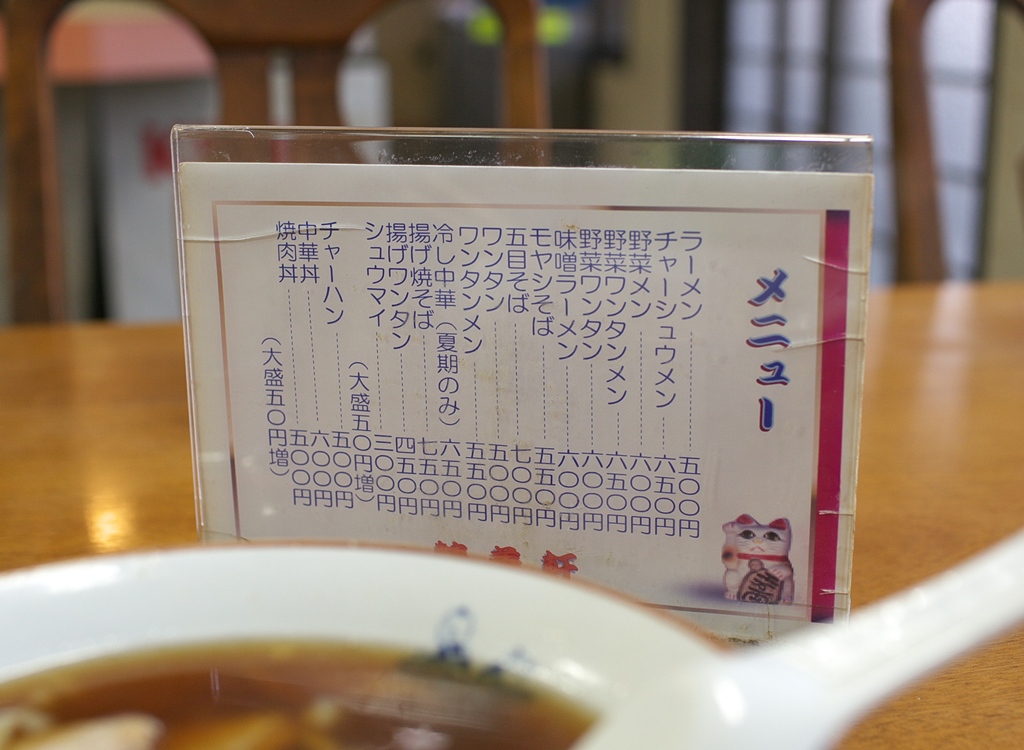 メニュー
ラーメン 五〇〇円
チャーシュウメン 六五〇円
野菜メン 六〇〇円
野菜ワンタンメン 六五〇円
野菜ワンタン 六〇〇円
味噌ラーメン 六〇〇円
モヤシそば 五五〇円
五目そば 七〇〇円
ワンタン 五〇〇円
ワンタンメン 五五〇円
冷し中華(夏期のみ) 六五〇円
揚げ焼そば 七五〇円
揚げワンタン 四五〇円
シュウマイ 三〇〇円
(大盛五〇円増)
チャーハン 五〇〇円
中華丼 六〇〇円
焼肉丼 五〇〇円
(大盛五〇円増)